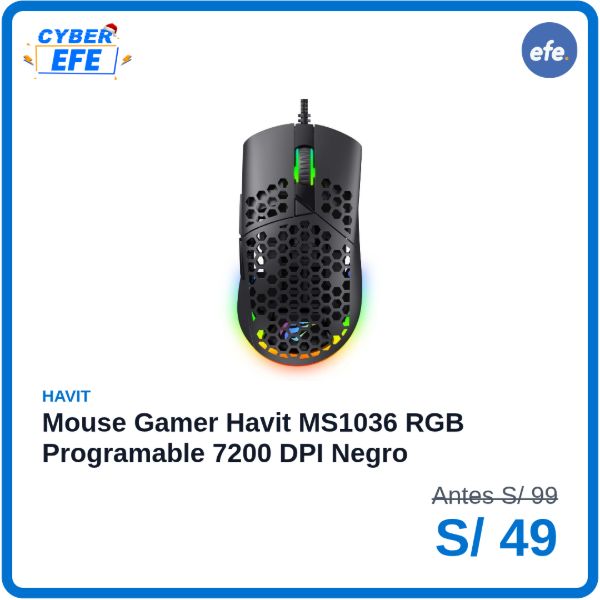 CYBER
EFE
efe.
HAVIT
Mouse Gamer Havit MS1036 RGB
Programable 7200 DPI Negro
Antes S/ 99
S/ 49